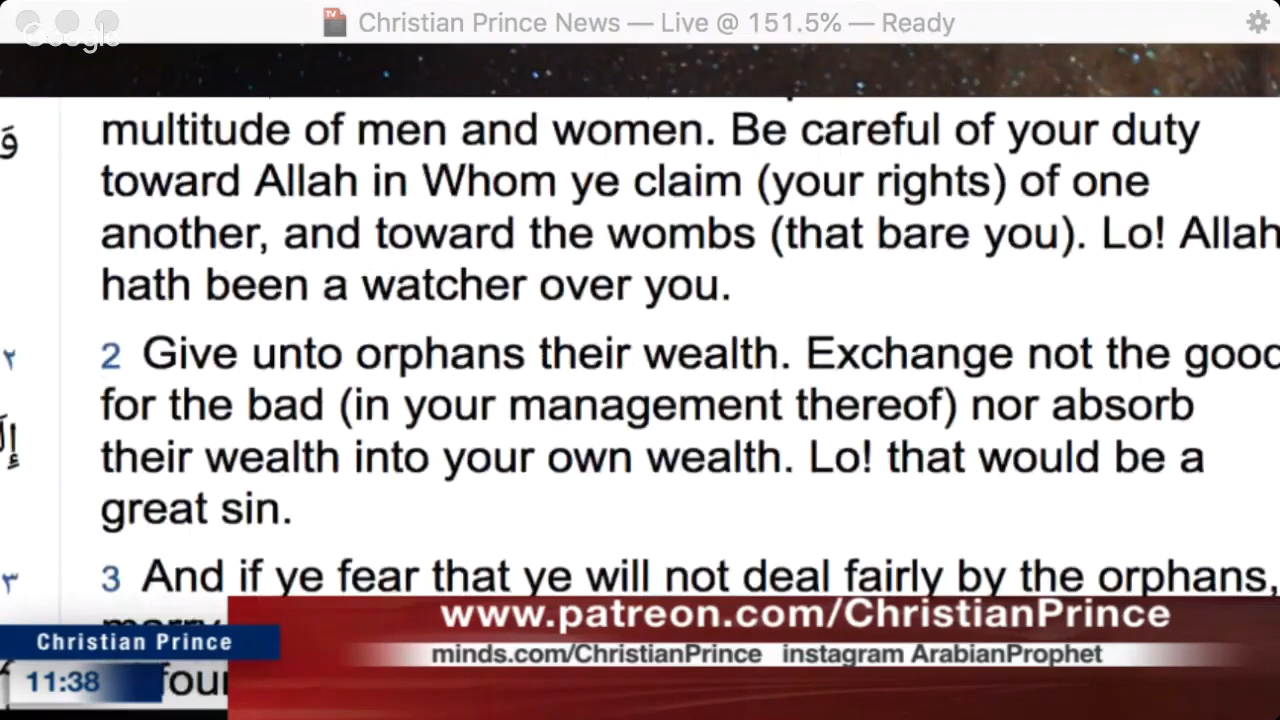 Christian Prince News — Live @ 151.5% — Ready
Google
multitude of men and women. Be careful of your duty
toward Allah in Whom ye claim (your rights) of one
another, and toward the wombs (that bare you). Lo! Allah
hath been a watcher over you.
٢
2 Give unto orphans their wealth. Exchange not the good
for the bad (in your management thereof) nor absorb
their wealth into your own wealth. Lo! that would be a
great sin.
٣
3 And if ye fear that ye will not deal fairly by the orphans,
marry
four
www.patreon.com/ChristianPrince
Christian Prince
minds.com/ChristianPrince instagram ArabianProphet
11:38